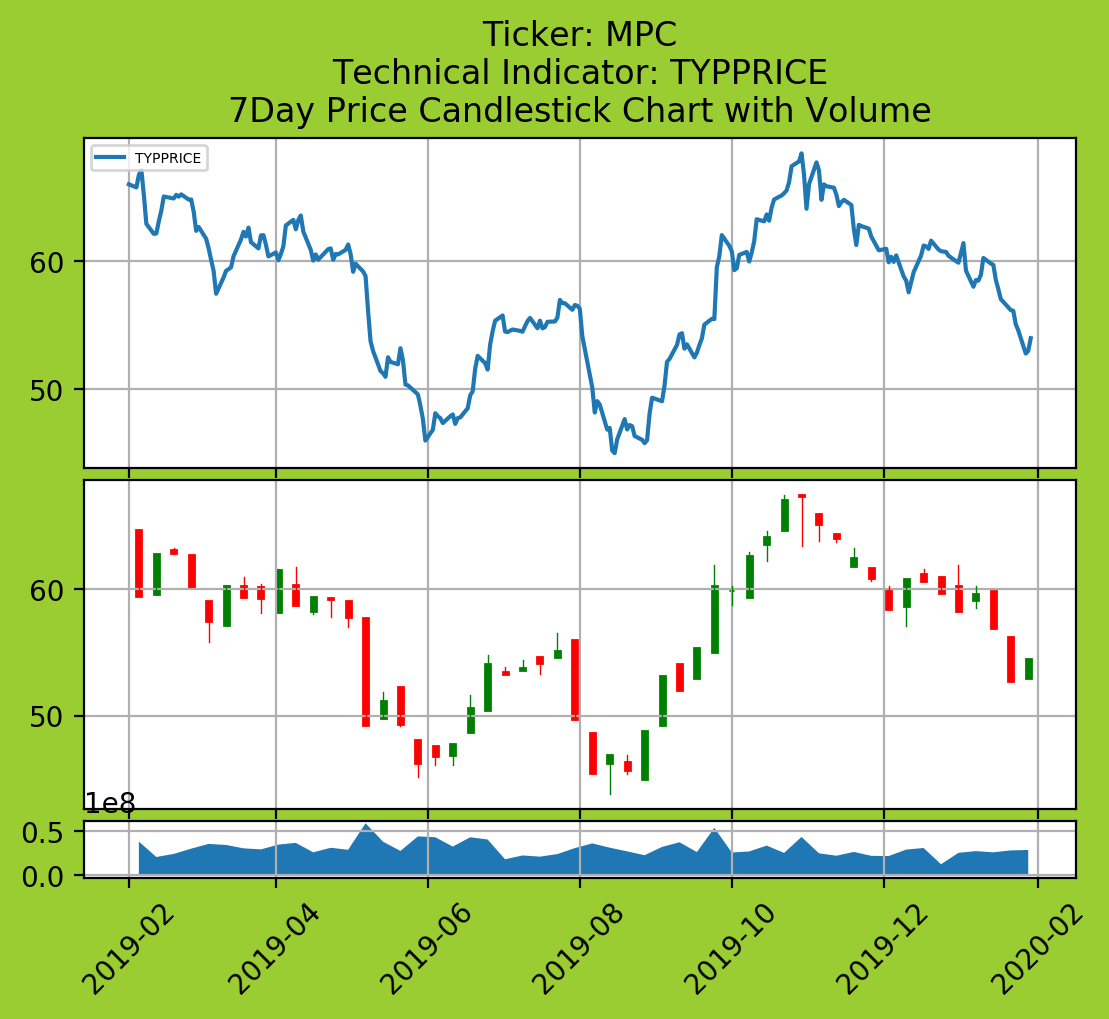 Ticker: MPC
Technical Indicator: TYPPRICE
7Day Price Candlestick Chart with Volume
TYPPRICE
60
50
60
50
1e8
0.5
0.0
2019-02
2019-04
2019-06
2019-08
2019-10
2019-12
2020-02